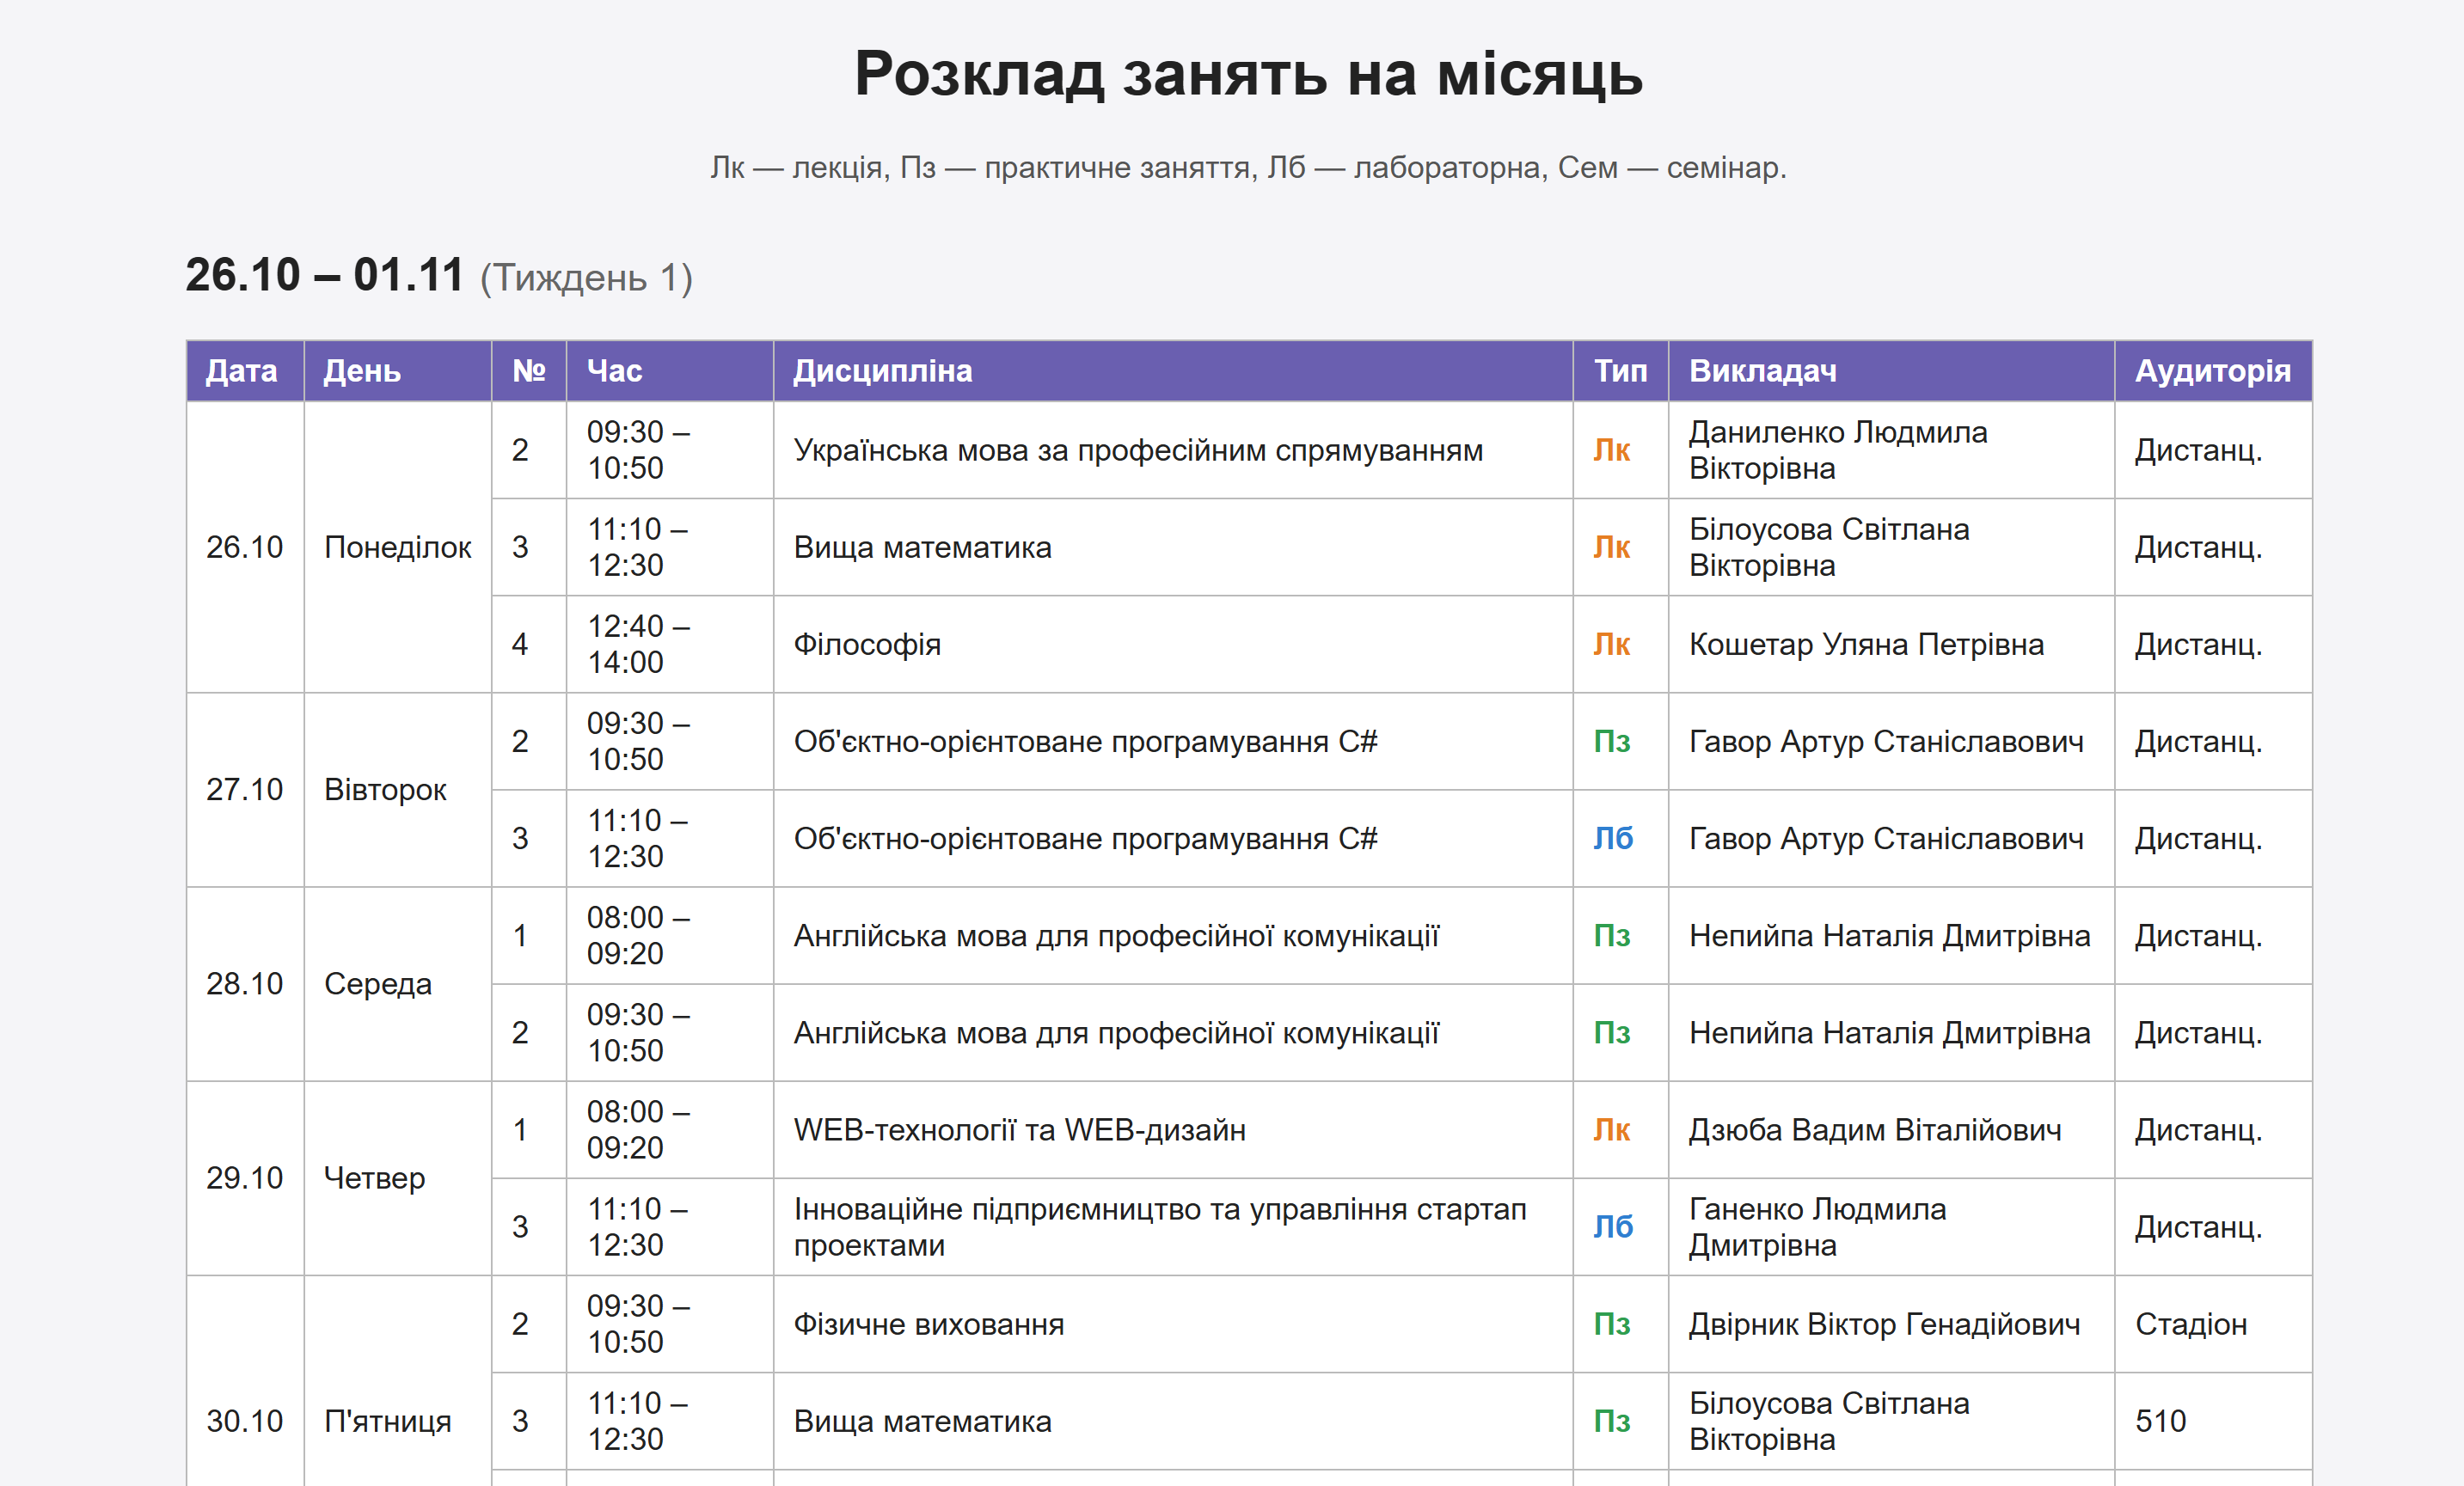 Розклад занять на місяць
Лк — лекція, Пз — практичне заняття, Лб — лабораторна, Сем — семінар.
26.10 – 01.11 (Тиждень 1)
Дата День № Час Дисципліна Тип Викладач Аудиторія
26.10 Понеділок
2 09:30 – 10:50 Українська мова за професійним спрямуванням Лк Даниленко Людмила Вікторівна Дистанц.
3 11:10 – 12:30 Вища математика Лк Білоусова Світлана Вікторівна Дистанц.
4 12:40 – 14:00 Філософія Лк Кошетар Уляна Петрівна Дистанц.
27.10 Вівторок
2 09:30 – 10:50 Об'єктно-орієнтоване програмування C# Пз Гавор Артур Станіславович Дистанц.
3 11:10 – 12:30 Об'єктно-орієнтоване програмування C# Лб Гавор Артур Станіславович Дистанц.
28.10 Середа
1 08:00 – 09:20 Англійська мова для професійної комунікації Пз Непийпа Наталія Дмитрівна Дистанц.
2 09:30 – 10:50 Англійська мова для професійної комунікації Пз Непийпа Наталія Дмитрівна Дистанц.
29.10 Четвер
1 08:00 – 09:20 WEB-технології та WEB-дизайн Лк Дзюба Вадим Віталійович Дистанц.
3 11:10 – 12:30 Інноваційне підприємництво та управління стартап проектами Лб Ганенко Людмила Дмитрівна Дистанц.
30.10 П'ятниця
2 09:30 – 10:50 Фізичне виховання Пз Двірник Віктор Генадійович Стадіон
3 11:10 – 12:30 Вища математика Пз Білоусова Світлана Вікторівна 510